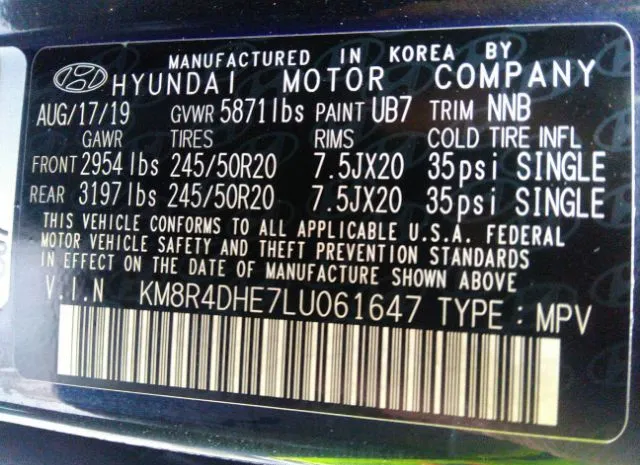 MANUFACTURED IN KOREA BY
HYUNDAI MOTOR COMPANY
AUG/17/19 GVWR 5871lbs PAINT UB7 TRIM NNB
GAWR TIRES RIMS COLD TIRE INFL
FRONT 2954lbs 245/50R20 7.5JX20 35psi SINGLE
REAR 3197lbs 245/50R20 7.5JX20 35psi SINGLE
THIS VEHICLE CONFORMS TO ALL APPLICABLE U.S.A. FEDERAL
MOTOR VEHICLE SAFETY AND THEFT PREVENTION STANDARDS
IN EFFECT ON THE DATE OF MANUFACTURE SHOWN ABOVE
V.I.N KM8R4DHE7LU061647 TYPE : MPV